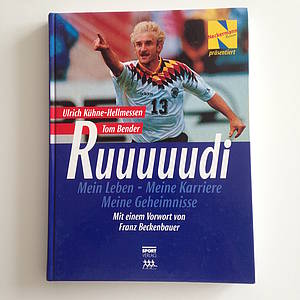 Neckermann
präsentiert
13
Ulrich Kühne-Hellmessen
Tom Bender
Ruuuuudi
Mein Leben - Meine Karriere
Meine Geheimnisse
Mit einem Vorwort von
Franz Beckenbauer
SPORT
VERLAG